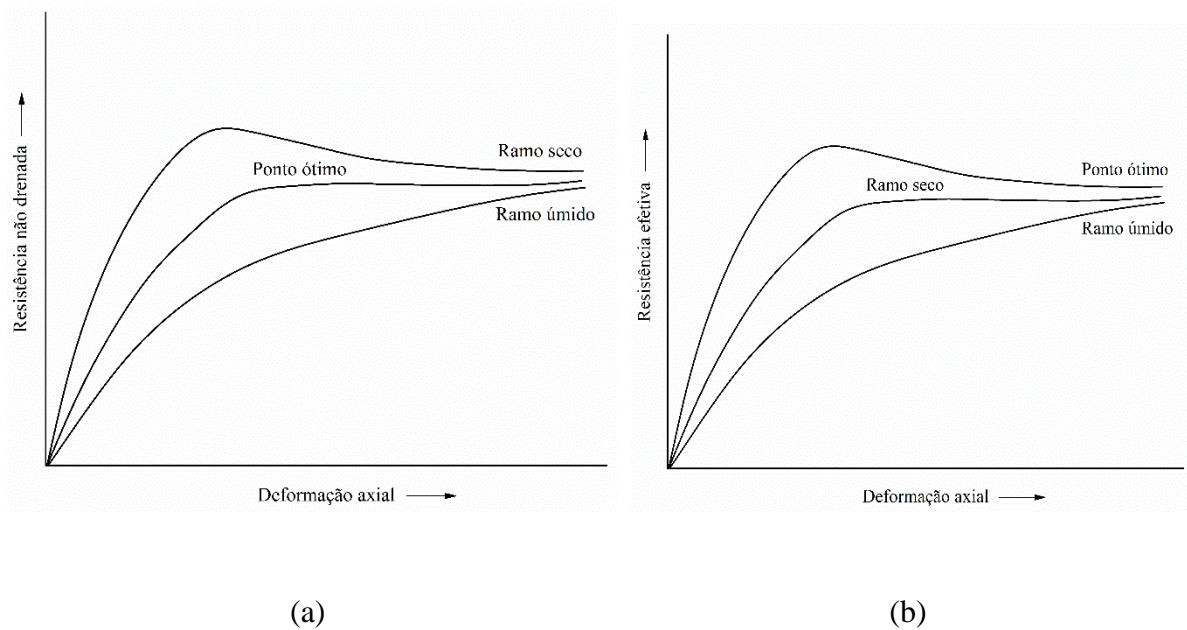 Resistência não drenada
Ramo seco
Ponto ótimo
Ramo úmido
Deformação axial
(a)
Resistência efetiva
Ponto ótimo
Ramo seco
Ramo úmido
Deformação axial
(b)